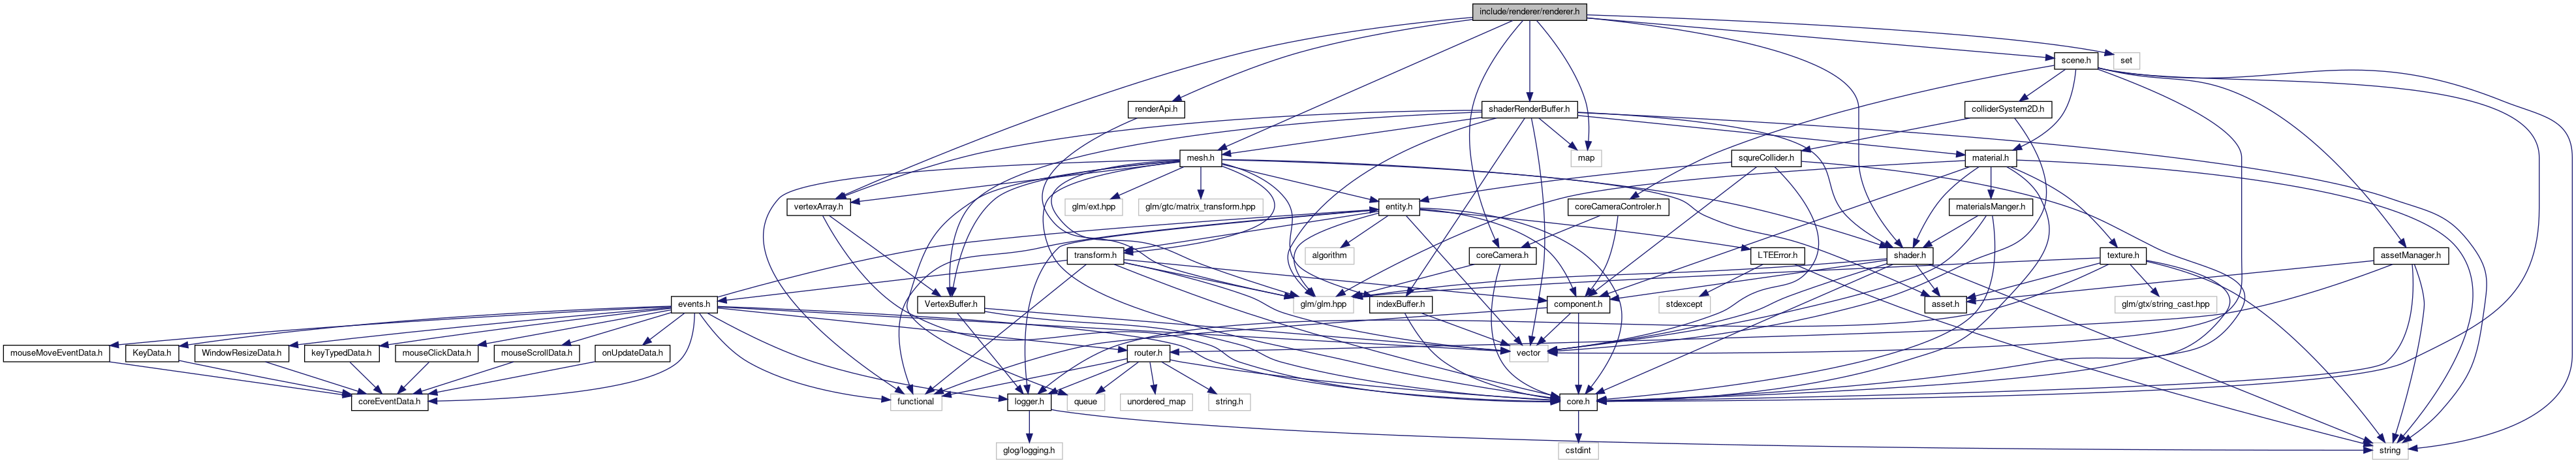 include/renderer/renderer.h
scene.h
set
renderApi.h
shaderRenderBuffer.h
colliderSystem2D.h
mesh.h
map
squreCollider.h
material.h
vertexArray.h
glm/ext.hpp
glm/gtc/matrix_transform.hpp
entity.h
coreCameraControler.h
materialsManger.h
transform.h
algorithm
coreCamera.h
LTEError.h
shader.h
texture.h
assetManager.h
events.h
VertexBuffer.h
glm/glm.hpp
indexBuffer.h
stdexcept
component.h
asset.h
glm/gtx/string_cast.hpp
mouseMoveEventData.h
KeyData.h
WindowResizeData.h
keyTypedData.h
mouseClickData.h
mouseScrollData.h
onUpdateData.h
router.h
vector
coreEventData.h
functional
logger.h
queue
unordered_map
string.h
core.h
glog/logging.h
cstdint
string